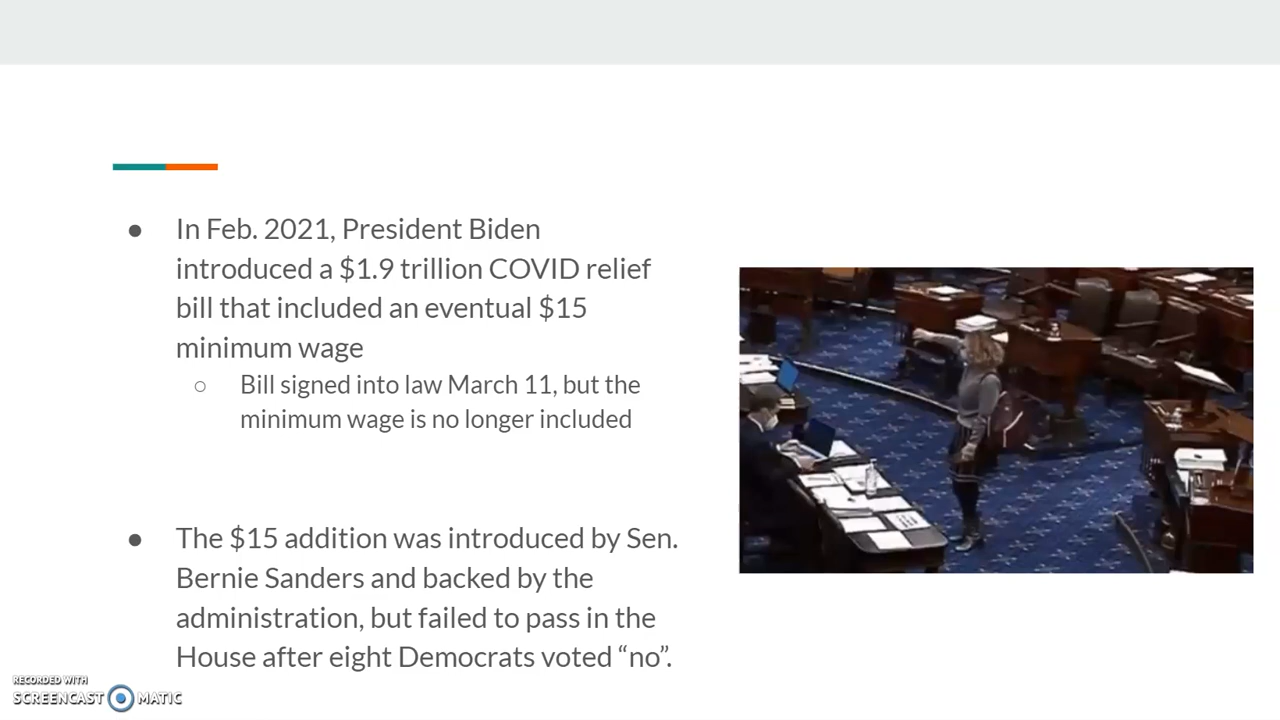 ● In Feb. 2021, President Biden
introduced a $1.9 trillion COVID relief
bill that included an eventual $15
minimum wage
○ Bill signed into law March 11, but the
minimum wage is no longer included
● The $15 addition was introduced by Sen.
Bernie Sanders and backed by the
administration, but failed to pass in the
House after eight Democrats voted “no”.
RECORDED WITH
SCREENCAST MATIC